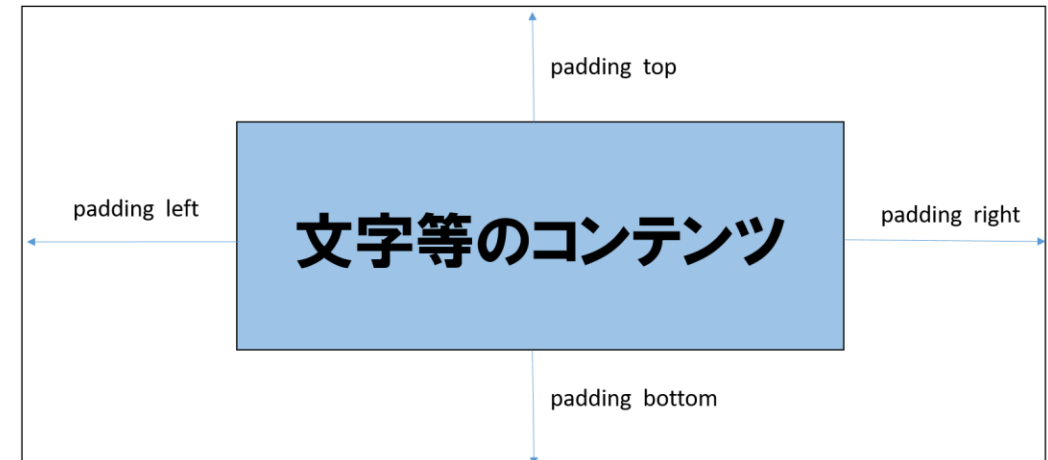 padding top
padding left
文字等のコンテンツ
padding right
padding bottom